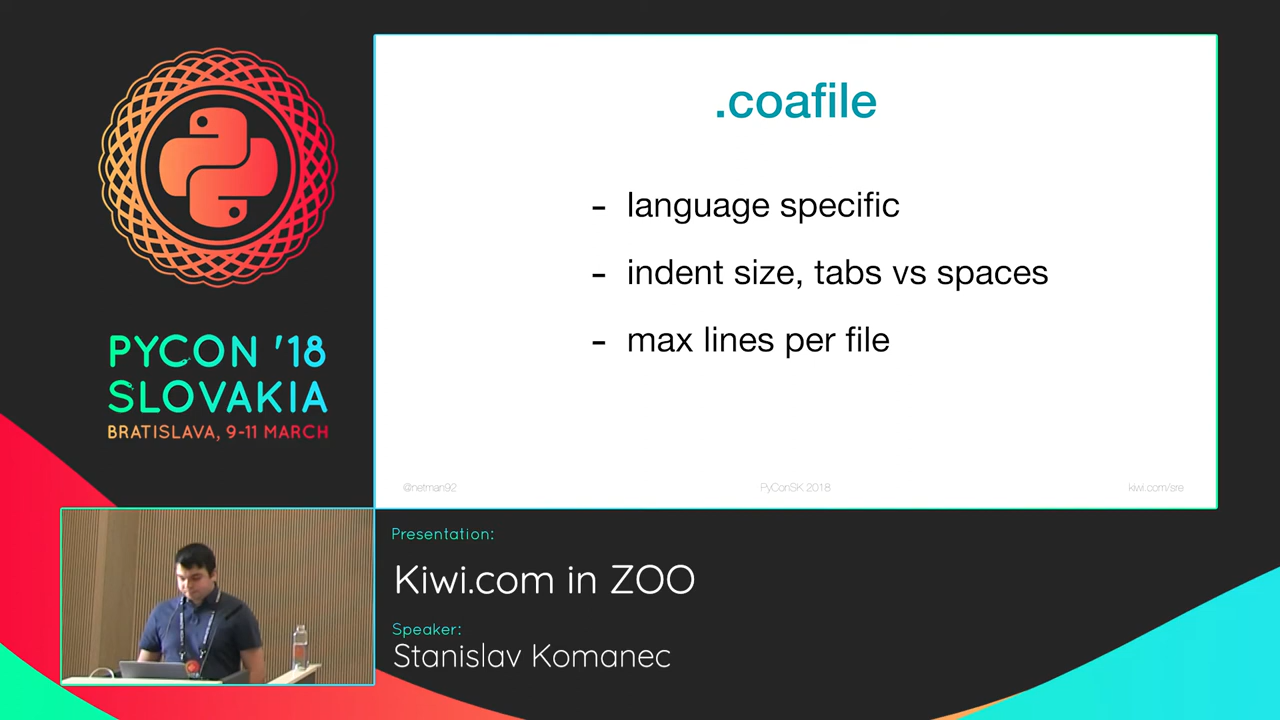 .coafile
- language specific
- indent size, tabs vs spaces
- max lines per file
@netman92
PyConSK 2018
kiwi.com/sre
PYCON '18
SLOVAKIA
BRATISLAVA, 9-11 MARCH
Presentation:
Kiwi.com in ZOO
Speaker:
Stanislav Komanec